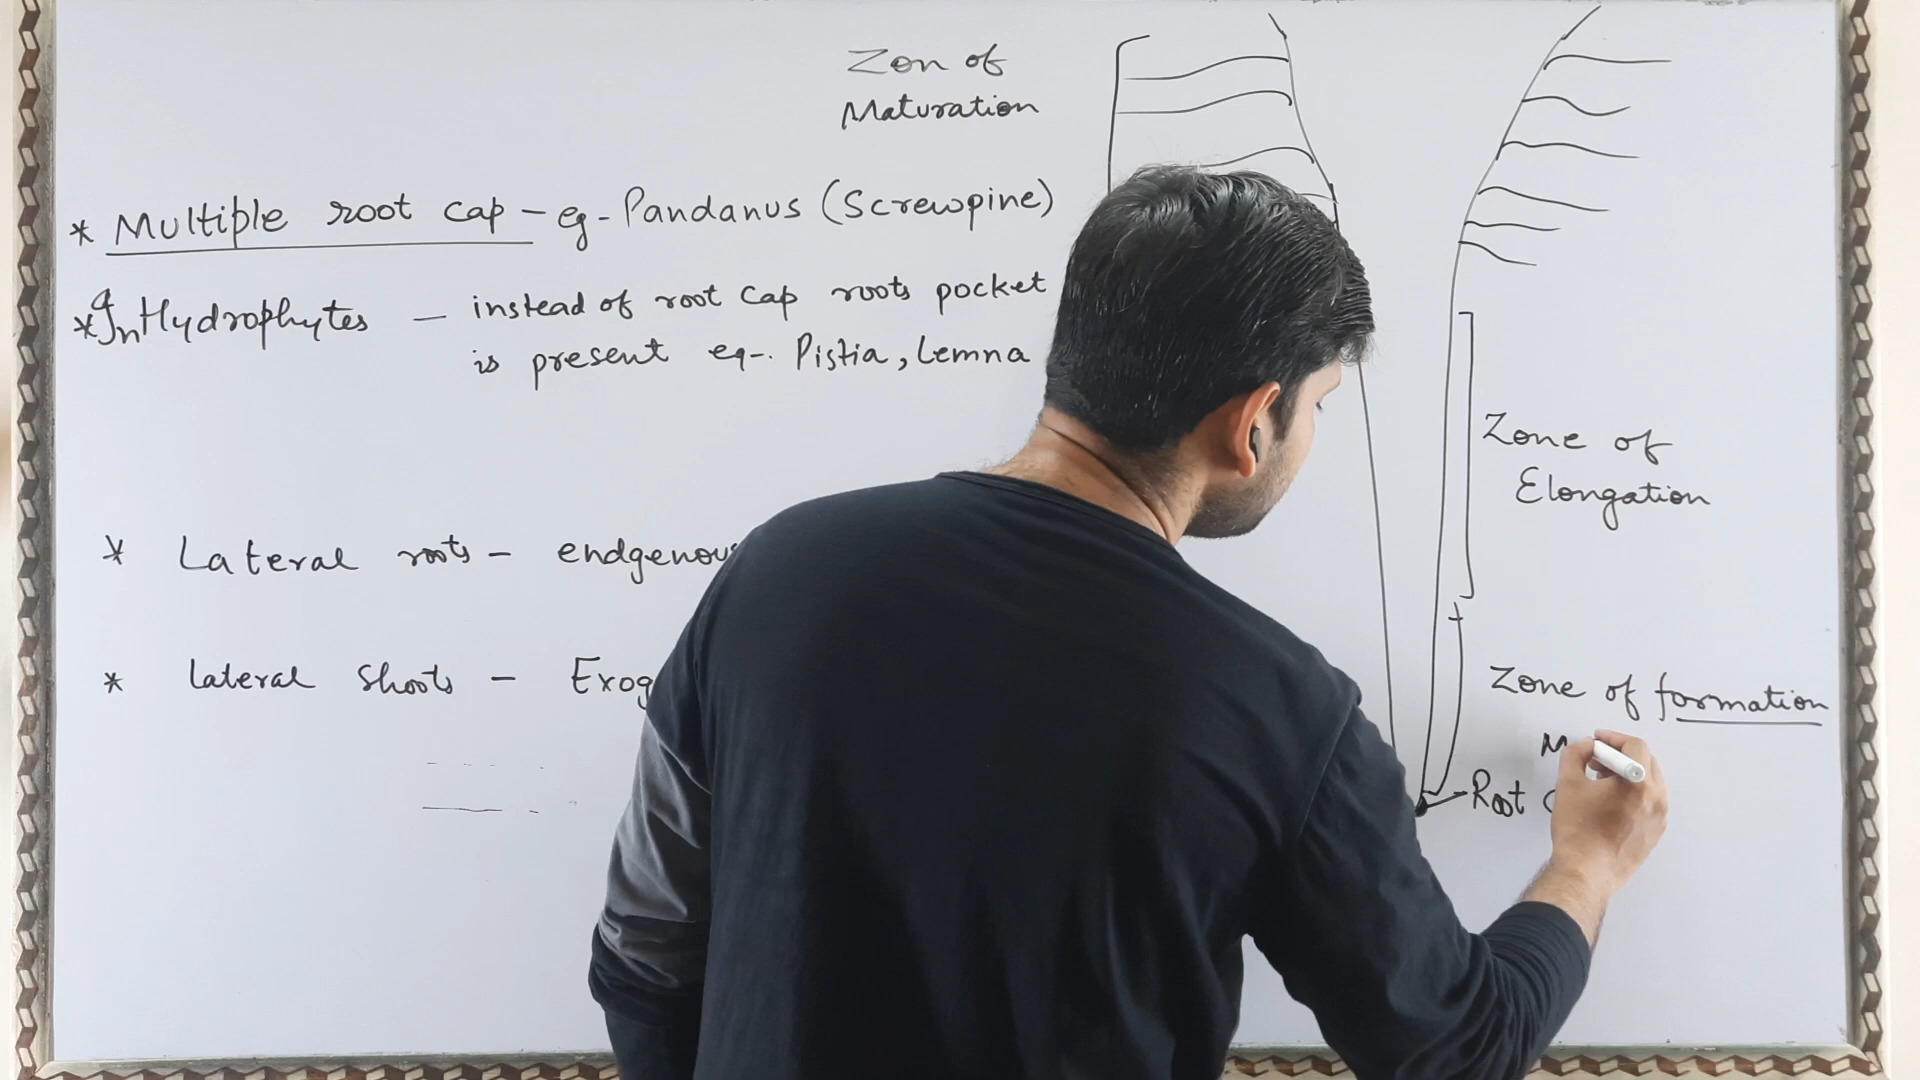 Zon of
Maturation
* Multiple root cap - eg - Pandanus (Screwpine)
* In Hydrophytes - instead of root cap roots pocket
is present eg-. Pistia, Lemna
Zone of
Elongation
* Lateral roots - endgenous
* lateral shoots - Exog
Zone of formation
M
Root